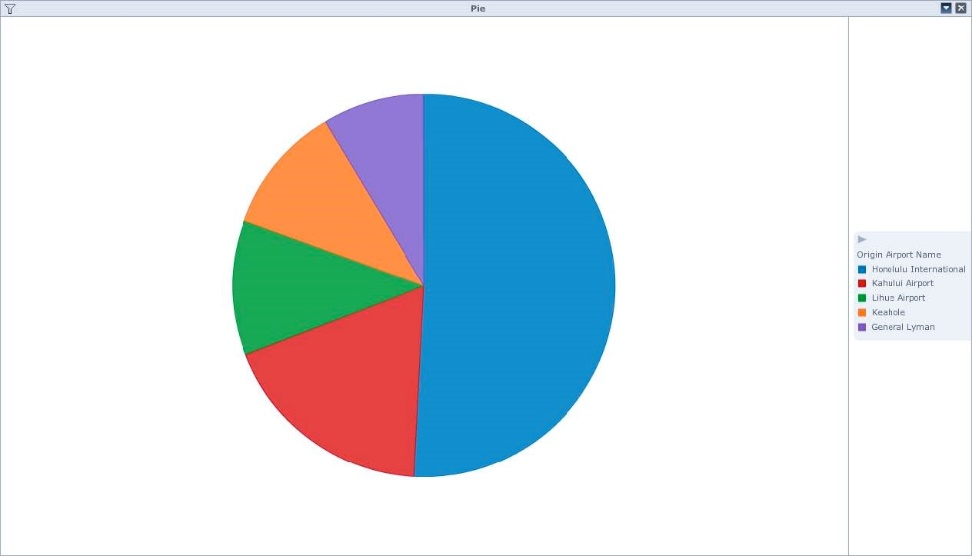 Pie
Origin Airport Name
Honolulu International
Kahului Airport
Lihue Airport
Keahole
General Lyman